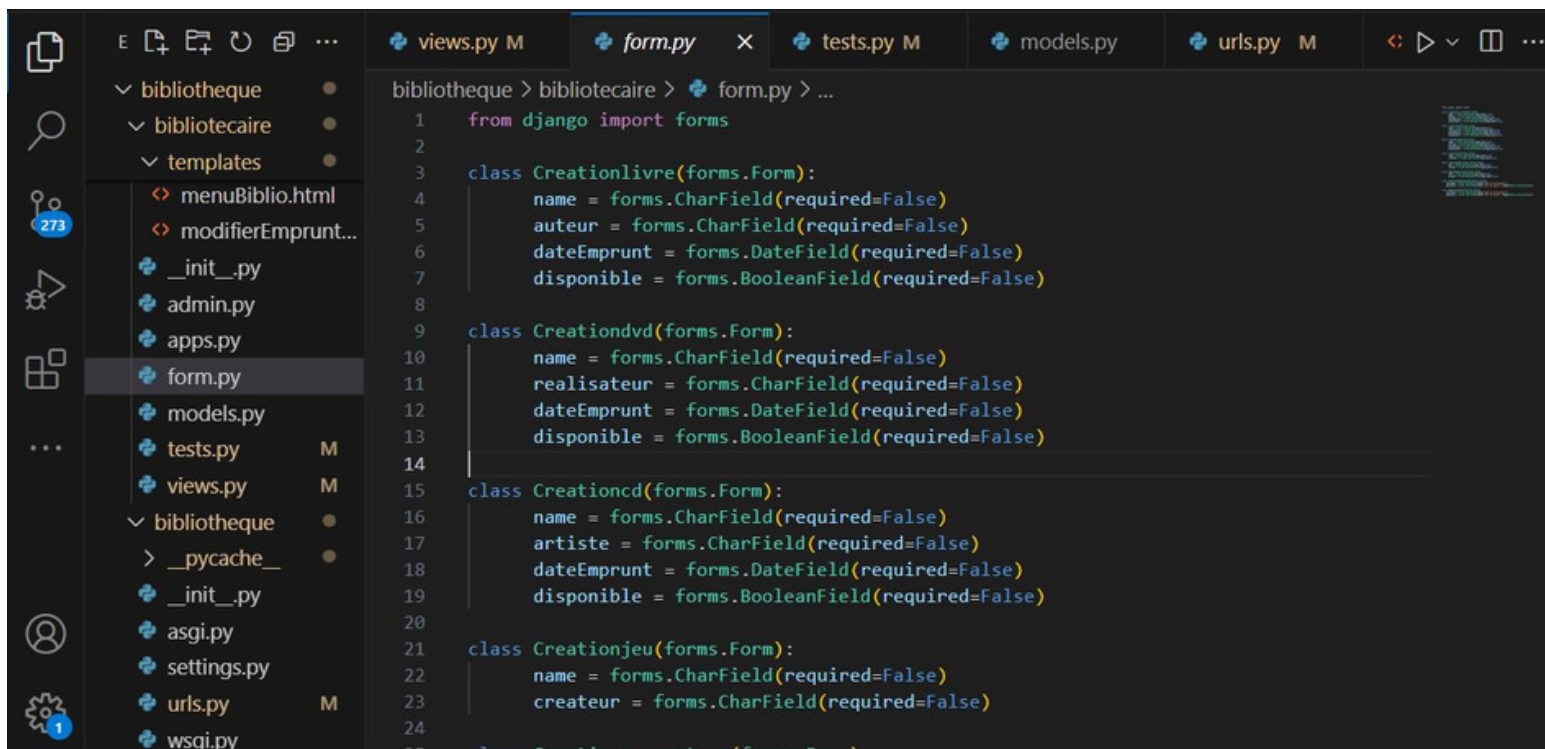 E
views.py M
form.py
tests.py M
models.py
urls.py M
bibliotheque
bibliotecaire
templates
menuBiblio.html
modifierEmprunt...
__init__.py
admin.py
apps.py
form.py
models.py
tests.py M
views.py M
bibliotheque
__pycache__
__init__.py
asgi.py
settings.py
urls.py M
wsgi.py
273
1
bibliotheque > bibliotecaire > form.py > ...
1 from django import forms
2
3 class Creationlivre(forms.Form):
4 name = forms.CharField(required=False)
5 auteur = forms.CharField(required=False)
6 dateEmprunt = forms.DateField(required=False)
7 disponible = forms.BooleanField(required=False)
8
9 class Creationdvd(forms.Form):
10 name = forms.CharField(required=False)
11 realisateur = forms.CharField(required=False)
12 dateEmprunt = forms.DateField(required=False)
13 disponible = forms.BooleanField(required=False)
14
15 class Creationcd(forms.Form):
16 name = forms.CharField(required=False)
17 artiste = forms.CharField(required=False)
18 dateEmprunt = forms.DateField(required=False)
19 disponible = forms.BooleanField(required=False)
20
21 class Creationjeu(forms.Form):
22 name = forms.CharField(required=False)
23 createur = forms.CharField(required=False)
24